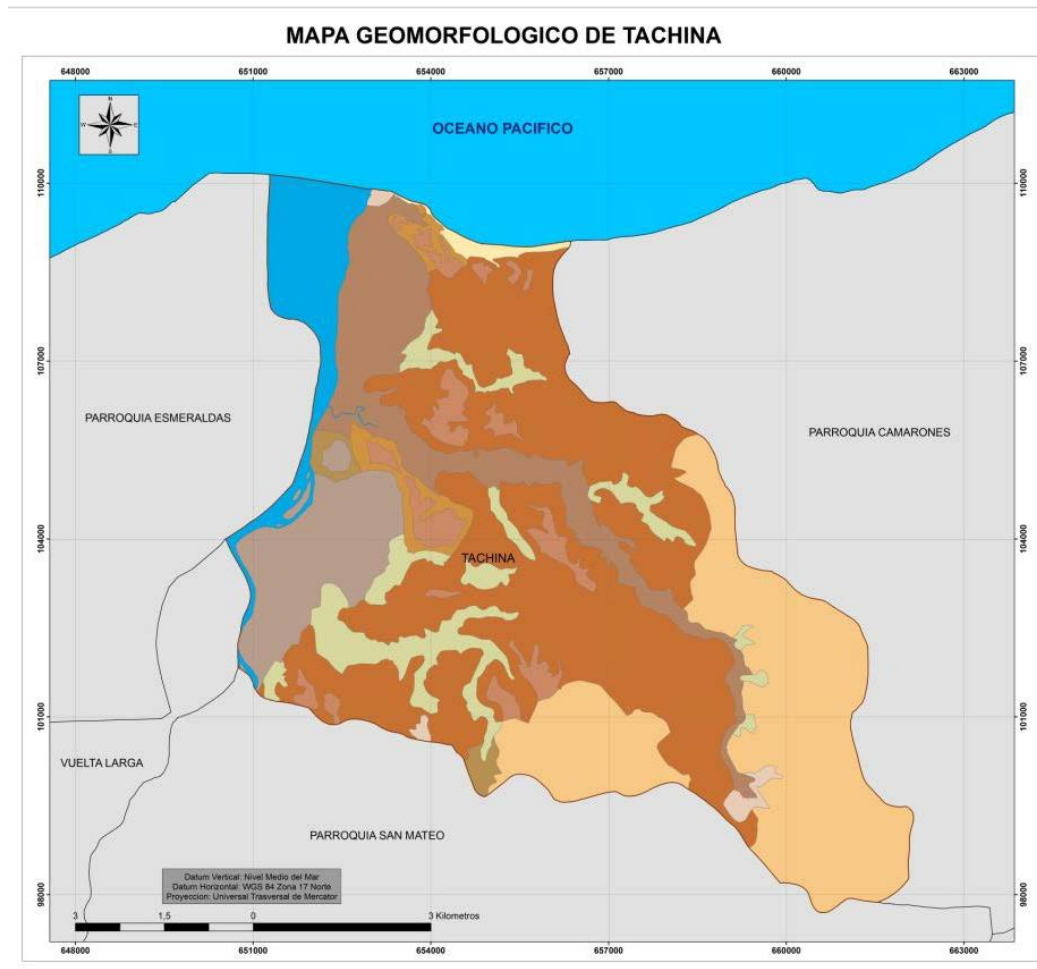 MAPA GEOMORFOLOGICO DE TACHINA
648000 651000 654000 657000 660000 663000
N
W E
S
OCEANO PACIFICO
110000 110000
107000 107000
PARROQUIA ESMERALDAS
PARROQUIA CAMARONES
104000 104000
TACHINA
101000 101000
VUELTA LARGA
PARROQUIA SAN MATEO
Datum Vertical: Nivel Medio del Mar
Datum Horizontal: WGS 84 Zona 17 Norte
Proyeccion: Universal Trasversal de Mercator
98000 98000
3 1,5 0 3 Kilometros
648000 651000 654000 657000 660000 663000